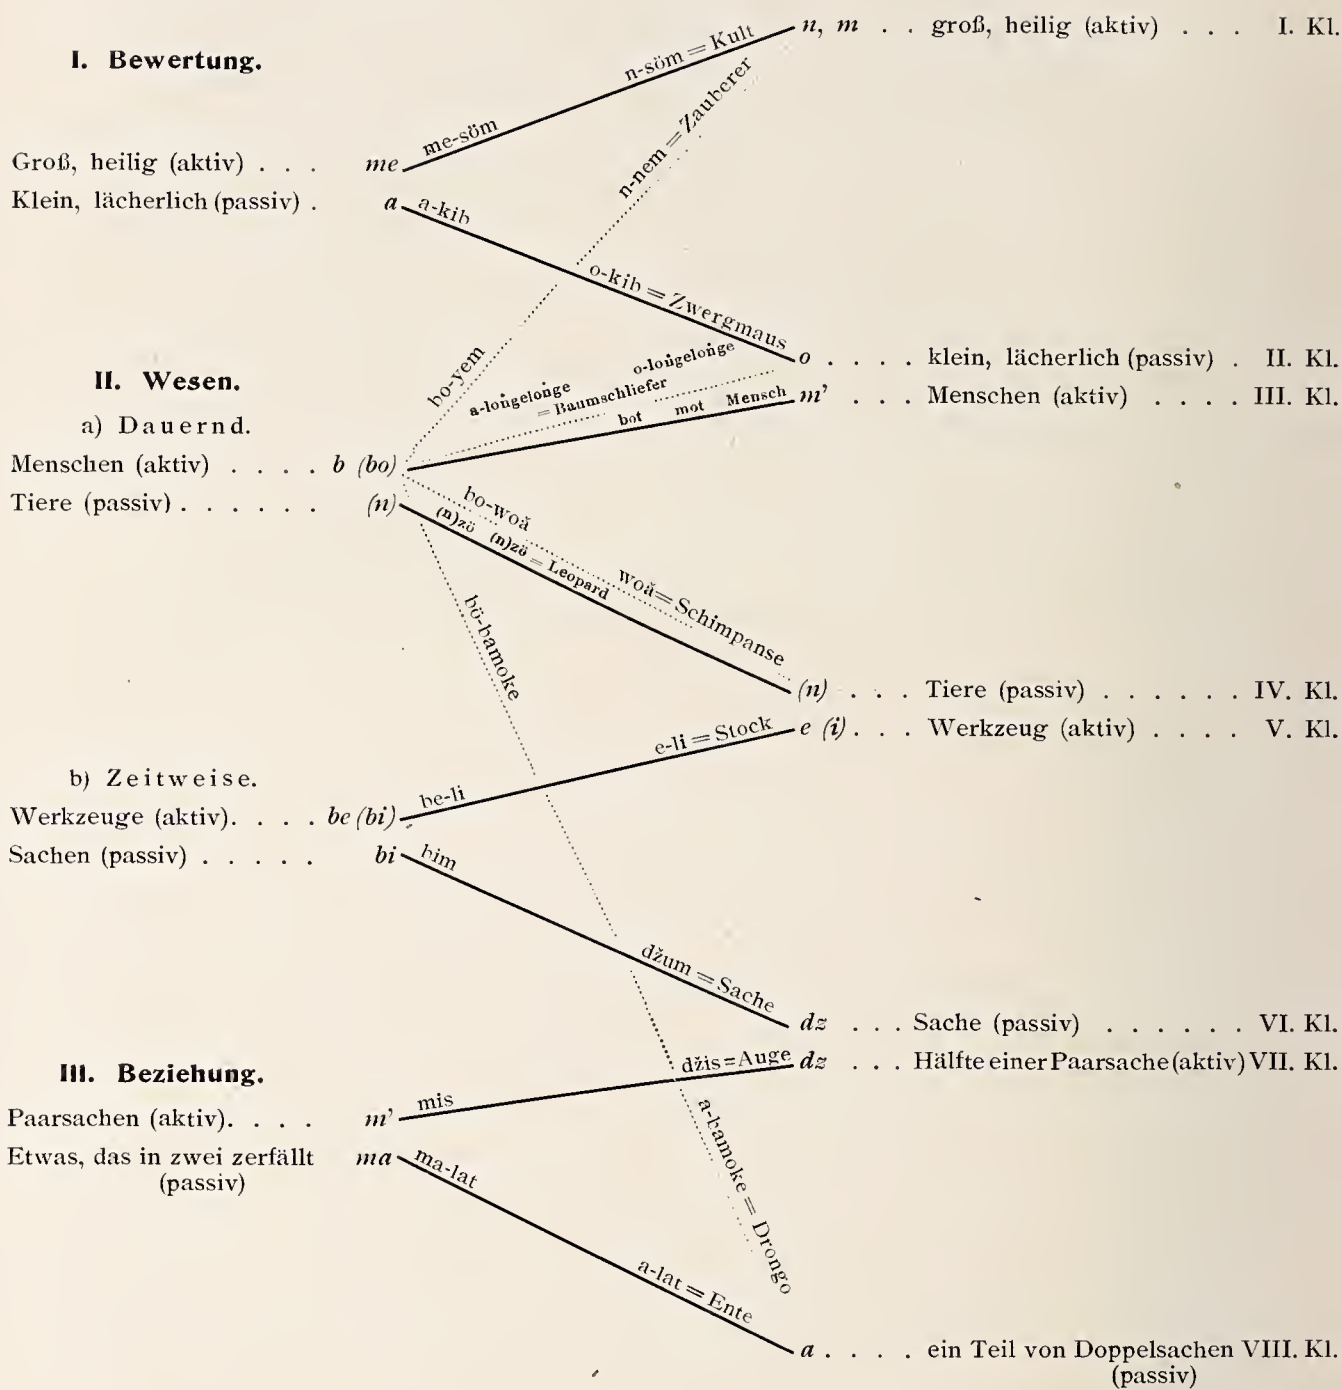 n, m . . groß, heilig (aktiv) . . . I. Kl.
I. Bewertung.
n-söm = Kult
me-söm
n-nem = Zauberer
Groß, heilig (aktiv) . . . me
Klein, lächerlich (passiv) . a
a-kib
o-kib = Zwergmaus
o . . . . klein, lächerlich (passiv) . II. Kl.
bo-yem
a-loṅgeloṅge o-loṅgeloṅge
= Baumschliefer
II. Wesen.
m’ . . . Menschen (aktiv) . . . . III. Kl.
bot mot Mensch
a) Dauernd.
Menschen (aktiv) . . . . b (bo)
Tiere (passiv) . . . . . . (n)
bo-woă
woă = Schimpanse
(n)zö (n)zö = Leopard
bö-bamoke
(n) . . . Tiere (passiv) . . . . . . IV. Kl.
e-li = Stock
e (i) . . . Werkzeug (aktiv) . . . . V. Kl.
b) Zeitweise.
be-li
Werkzeuge (aktiv). . . . be (bi)
Sachen (passiv) . . . . . bi
bim
džum = Sache
dz . . . Sache (passiv) . . . . . . VI. Kl.
III. Beziehung.
džis = Auge
dz . . . Hälfte einer Paarsache (aktiv) VII. Kl.
mis
Paarsachen (aktiv). . . . m’
Etwas, das in zwei zerfällt ma
(passiv)
ma-lat
a-bamoke = Drongo
a-lat = Ente
a . . . . ein Teil von Doppelsachen VIII. Kl.
(passiv)